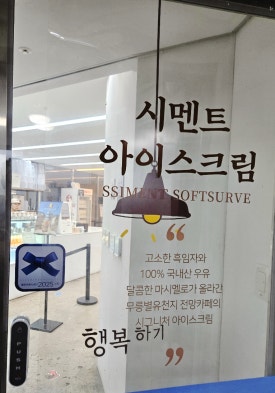 시멘트
아이스크림
SSIMENT SOFTSURVE
“
고소한 흑임자와
100% 국내산 우유
달콤한 마시멜로가 올라간
무릉별유천지 전망카페의
시그니처 아이스크림
”
행복하기
2025
PUSH